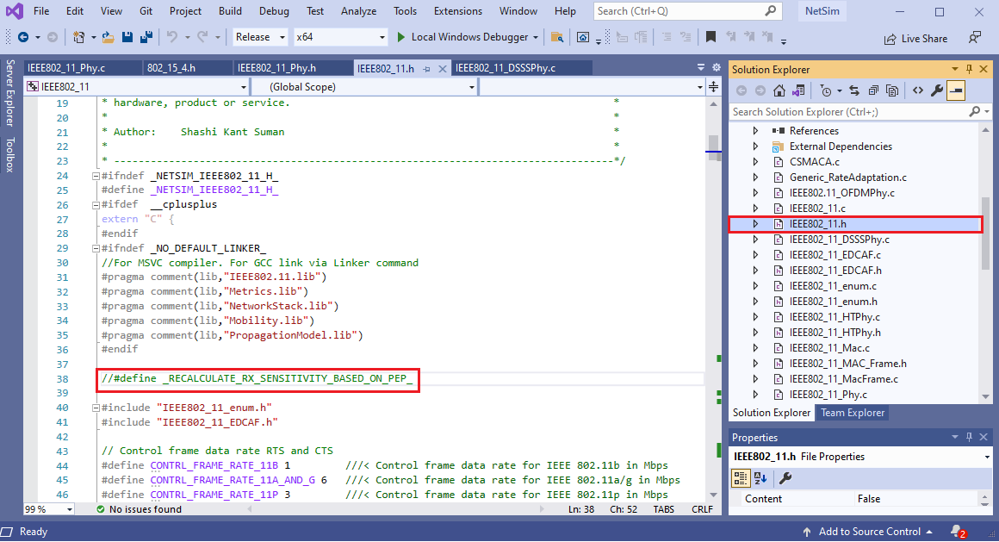 File Edit View Git Project Build Debug Test Analyze Tools Extensions Window Help Search (Ctrl+Q) NetSim
Release x64 Local Windows Debugger Live Share
Server Explorer
Toolbox
IEEE802_11_Phy.c 802_15_4.h IEEE802_11_Phy.h IEEE802_11.h IEEE802_11_DSSSPhy.c
IEEE802_11 (Global Scope)
19 * hardware, product or service. *
20 * *
21 * Author: Shashi Kant Suman *
22 * *
23 * ---------------------------------------------------------------------------------*/
24 #ifndef _NETSIM_IEEE802_11_H_
25 #define _NETSIM_IEEE802_11_H_
26 #ifdef __cplusplus
27 extern "C" {
28 #endif
29 #ifndef _NO_DEFAULT_LINKER_
30 //For MSVC compiler. For GCC link via Linker command
31 #pragma comment(lib,"IEEE802.11.lib")
32 #pragma comment(lib,"Metrics.lib")
33 #pragma comment(lib,"NetworkStack.lib")
34 #pragma comment(lib,"Mobility.lib")
35 #pragma comment(lib,"PropagationModel.lib")
36 #endif
37
38 //#define _RECALCULATE_RX_SENSITIVITY_BASED_ON_PEP_
39
40 #include "IEEE802_11_enum.h"
41 #include "IEEE802_11_EDCAF.h"
42
43 // Control frame data rate RTS and CTS
44 #define CONTRL_FRAME_RATE_11B 1 ///< Control frame data rate for IEEE 802.11b in Mbps
45 #define CONTRL_FRAME_RATE_11A_AND_G 6 ///< Control frame data rate for IEEE 802.11a/g in Mbps
46 #define CONTRL_FRAME_RATE_11P 3 ///< Control frame data rate for IEEE 802.11p in Mbps
99 % No issues found Ln: 38 Ch: 52 TABS CRLF
Solution Explorer
Search Solution Explorer (Ctrl+;)
References
External Dependencies
CSMACA.c
Generic_RateAdaptation.c
IEEE802.11_OFDMPhy.c
IEEE802_11.c
IEEE802_11.h
IEEE802_11_DSSSPhy.c
IEEE802_11_EDCAF.c
IEEE802_11_EDCAF.h
IEEE802_11_enum.c
IEEE802_11_enum.h
IEEE802_11_HTPhy.c
IEEE802_11_HTPhy.h
IEEE802_11_Mac.c
IEEE802_11_MAC_Frame.h
IEEE802_11_MacFrame.c
IEEE802_11_Phy.c
Solution Explorer Team Explorer
Properties
IEEE802_11.h File Properties
Content False
Ready Add to Source Control 2